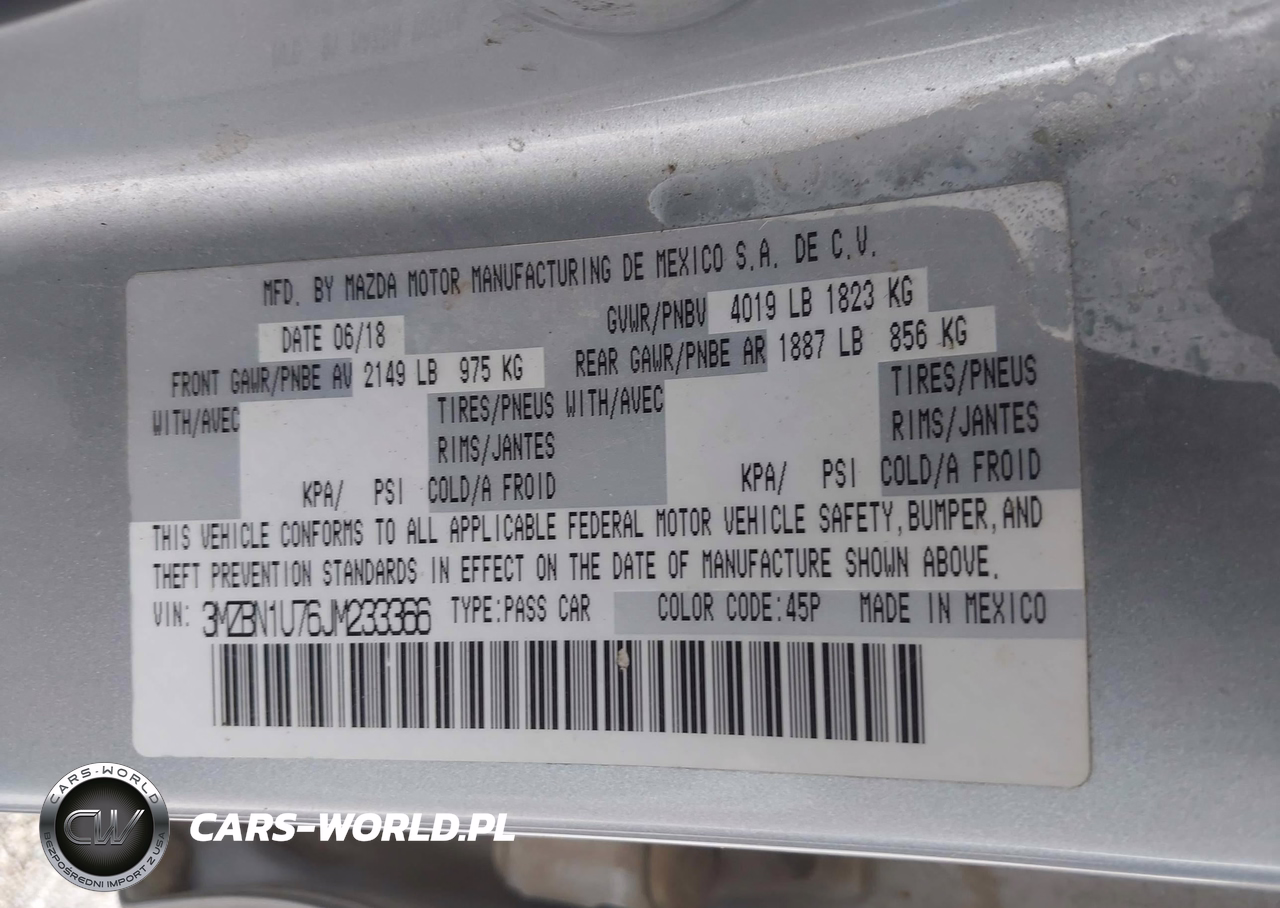 MFD. BY MAZDA MOTOR MANUFACTURING DE MEXICO S.A. DE C.V.
DATE 06/18 GVWR/PNBV 4019 LB 1823 KG
FRONT GAWR/PNBE AV 2149 LB 975 KG REAR GAWR/PNBE AR 1887 LB 856 KG
WITH/AVEC TIRES/PNEUS WITH/AVEC TIRES/PNEUS
RIMS/JANTES RIMS/JANTES
KPA/ PSI COLD/A FROID KPA/ PSI COLD/A FROID
THIS VEHICLE CONFORMS TO ALL APPLICABLE FEDERAL MOTOR VEHICLE SAFETY, BUMPER, AND
THEFT PREVENTION STANDARDS IN EFFECT ON THE DATE OF MANUFACTURE SHOWN ABOVE.
VIN: 3MZBN1U76JM233366 TYPE:PASS CAR COLOR CODE:45P MADE IN MEXICO
CARS-WORLD
CW
BEZPOŚREDNI IMPORT Z USA
CARS-WORLD.PL